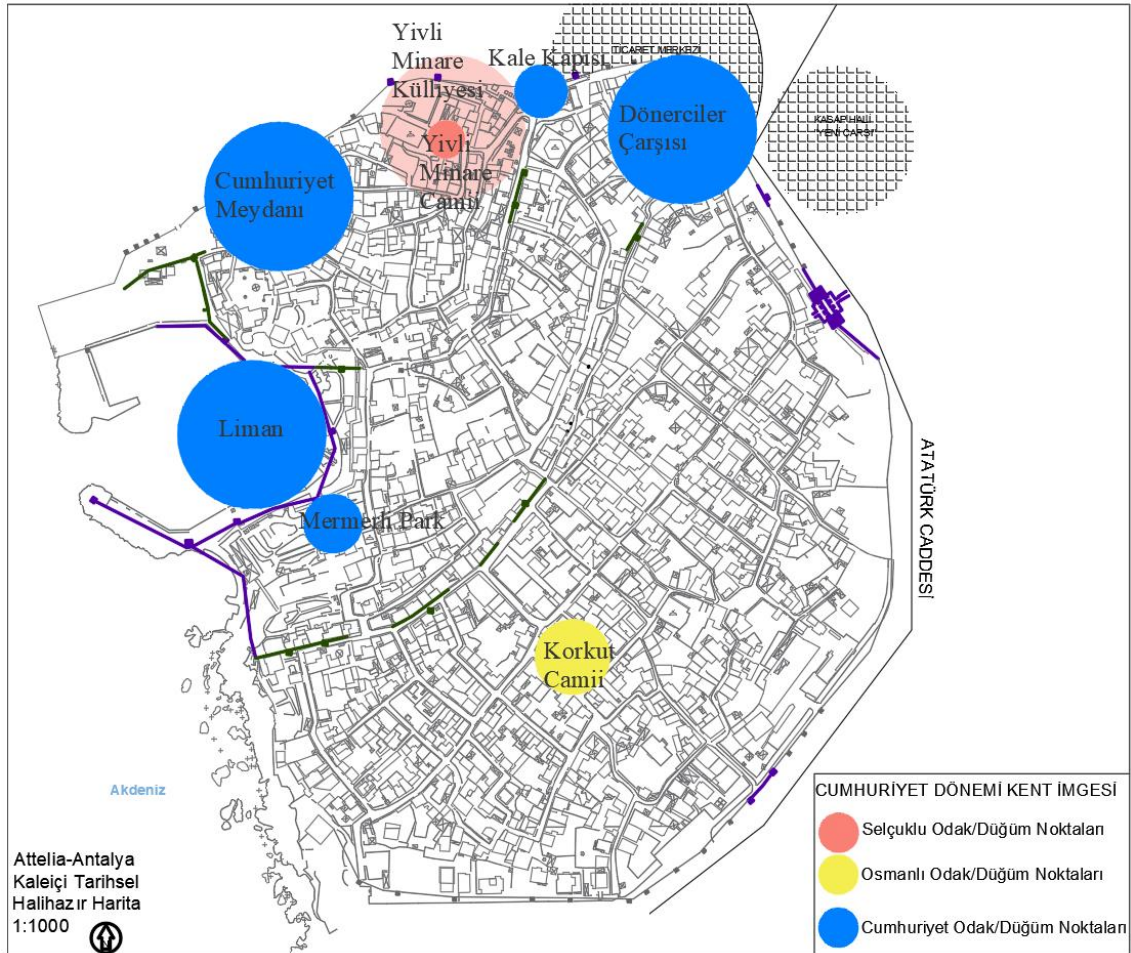 Yivli
Minare
Külliyesi
Kale Kapısı
TİCARET MERKEZİ
Dönerciler
Çarşısı
KASAP HALİ
"YENİ ÇARŞI"
Yivli
Minare
Camii
Cumhuriyet
Meydanı
Liman
Mermerh Park
ATATÜRK CADDESİ
Korkut
Camii
Akdeniz
Attelia-Antalya
Kaleiçi Tarihsel
Halihazır Harita
1:1000
CUMHURİYET DÖNEMİ KENT İMGESİ
Selçuklu Odak/Düğüm Noktaları
Osmanlı Odak/Düğüm Noktaları
Cumhuriyet Odak/Düğüm Noktaları